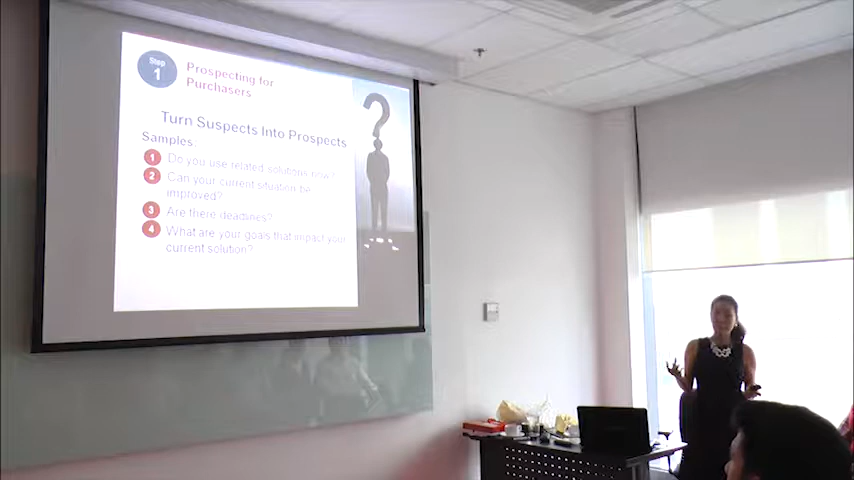 Step
1
Prospecting for
Purchasers
Turn Suspects Into Prospects
Samples:
1 Do you use related solutions now?
2 Can your current situation be
improved?
3 Are there deadlines?
4 What are your goals that impact your
current solution?